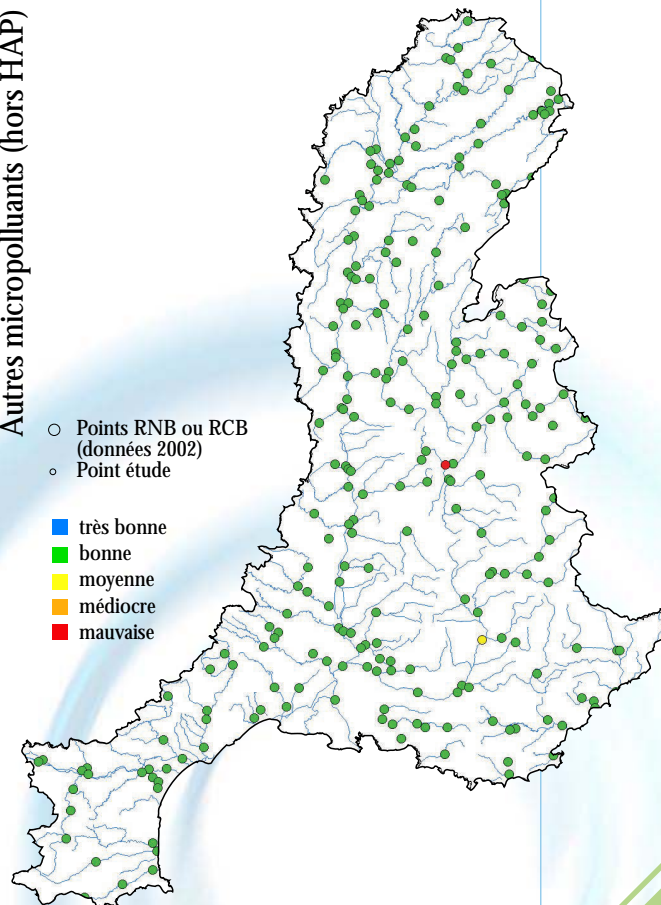 Autres micropolluants (hors HAP)
Points RNB ou RCB
(données 2002)
Point étude
très bonne
bonne
moyenne
médiocre
mauvaise